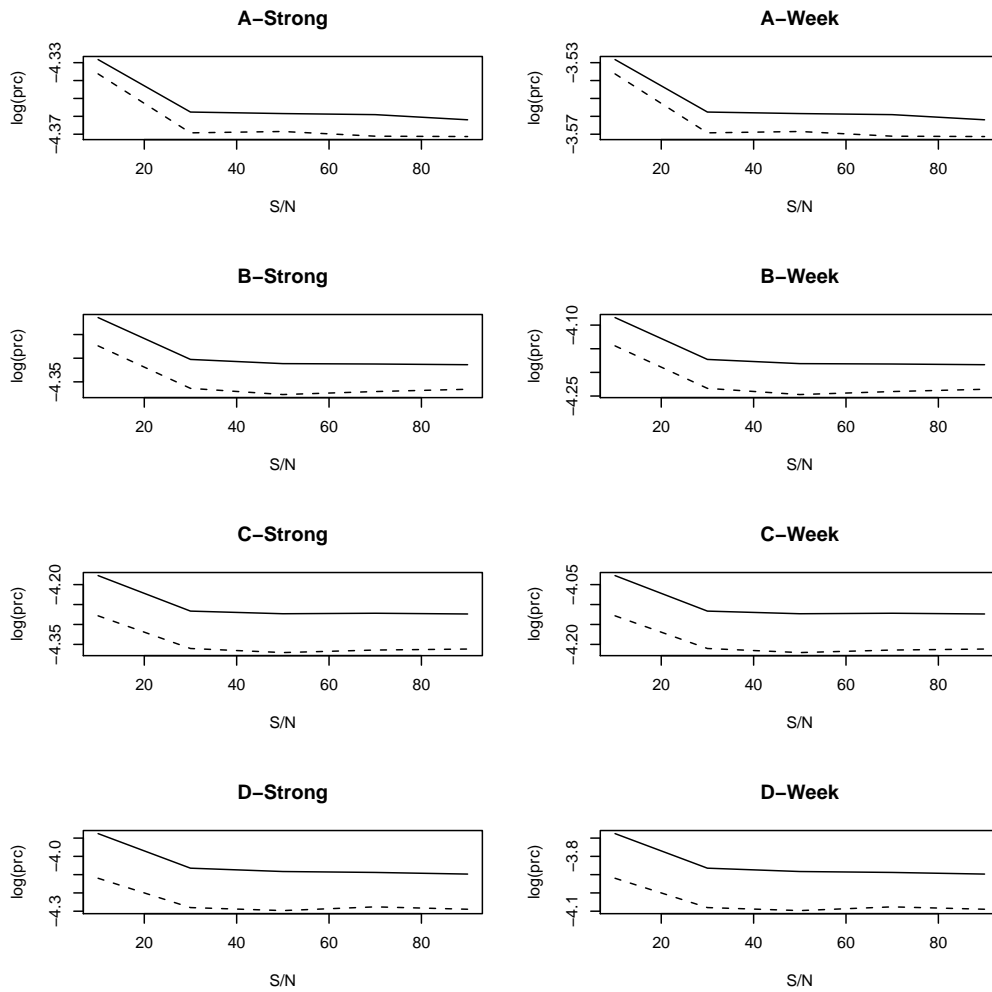 A−Strong
log(prc)
−4.33
−4.37
20 40 60 80
S/N
A−Week
log(prc)
−3.53
−3.57
20 40 60 80
S/N
B−Strong
log(prc)
−4.35
20 40 60 80
S/N
B−Week
log(prc)
−4.10
−4.25
20 40 60 80
S/N
C−Strong
log(prc)
−4.20
−4.35
20 40 60 80
S/N
C−Week
log(prc)
−4.05
−4.20
20 40 60 80
S/N
D−Strong
log(prc)
−4.0
−4.3
20 40 60 80
S/N
D−Week
log(prc)
−3.8
−4.1
20 40 60 80
S/N